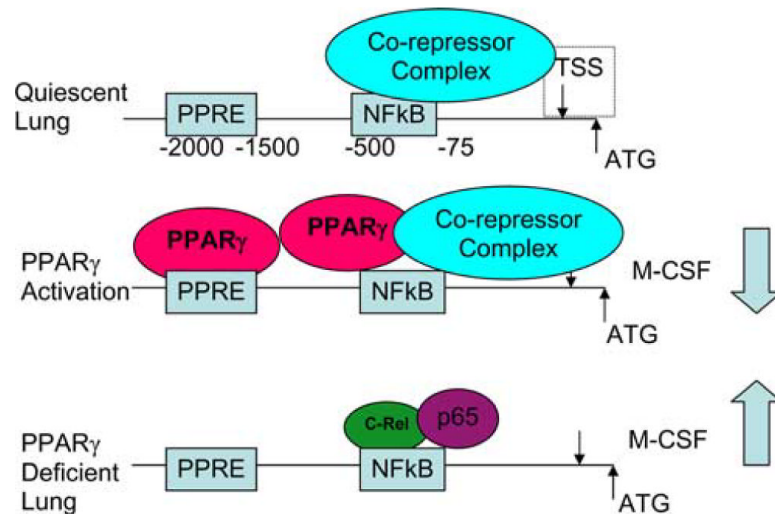 Co-repressor
Complex
TSS
Quiescent
Lung
PPRE
NFkB
-2000
-1500
-500
-75
ATG
PPARγ
PPARγ
Co-repressor
Complex
PPARγ
Activation
PPRE
NFkB
M-CSF
ATG
C-Rel
p65
PPARγ
Deficient
Lung
PPRE
NFkB
M-CSF
ATG